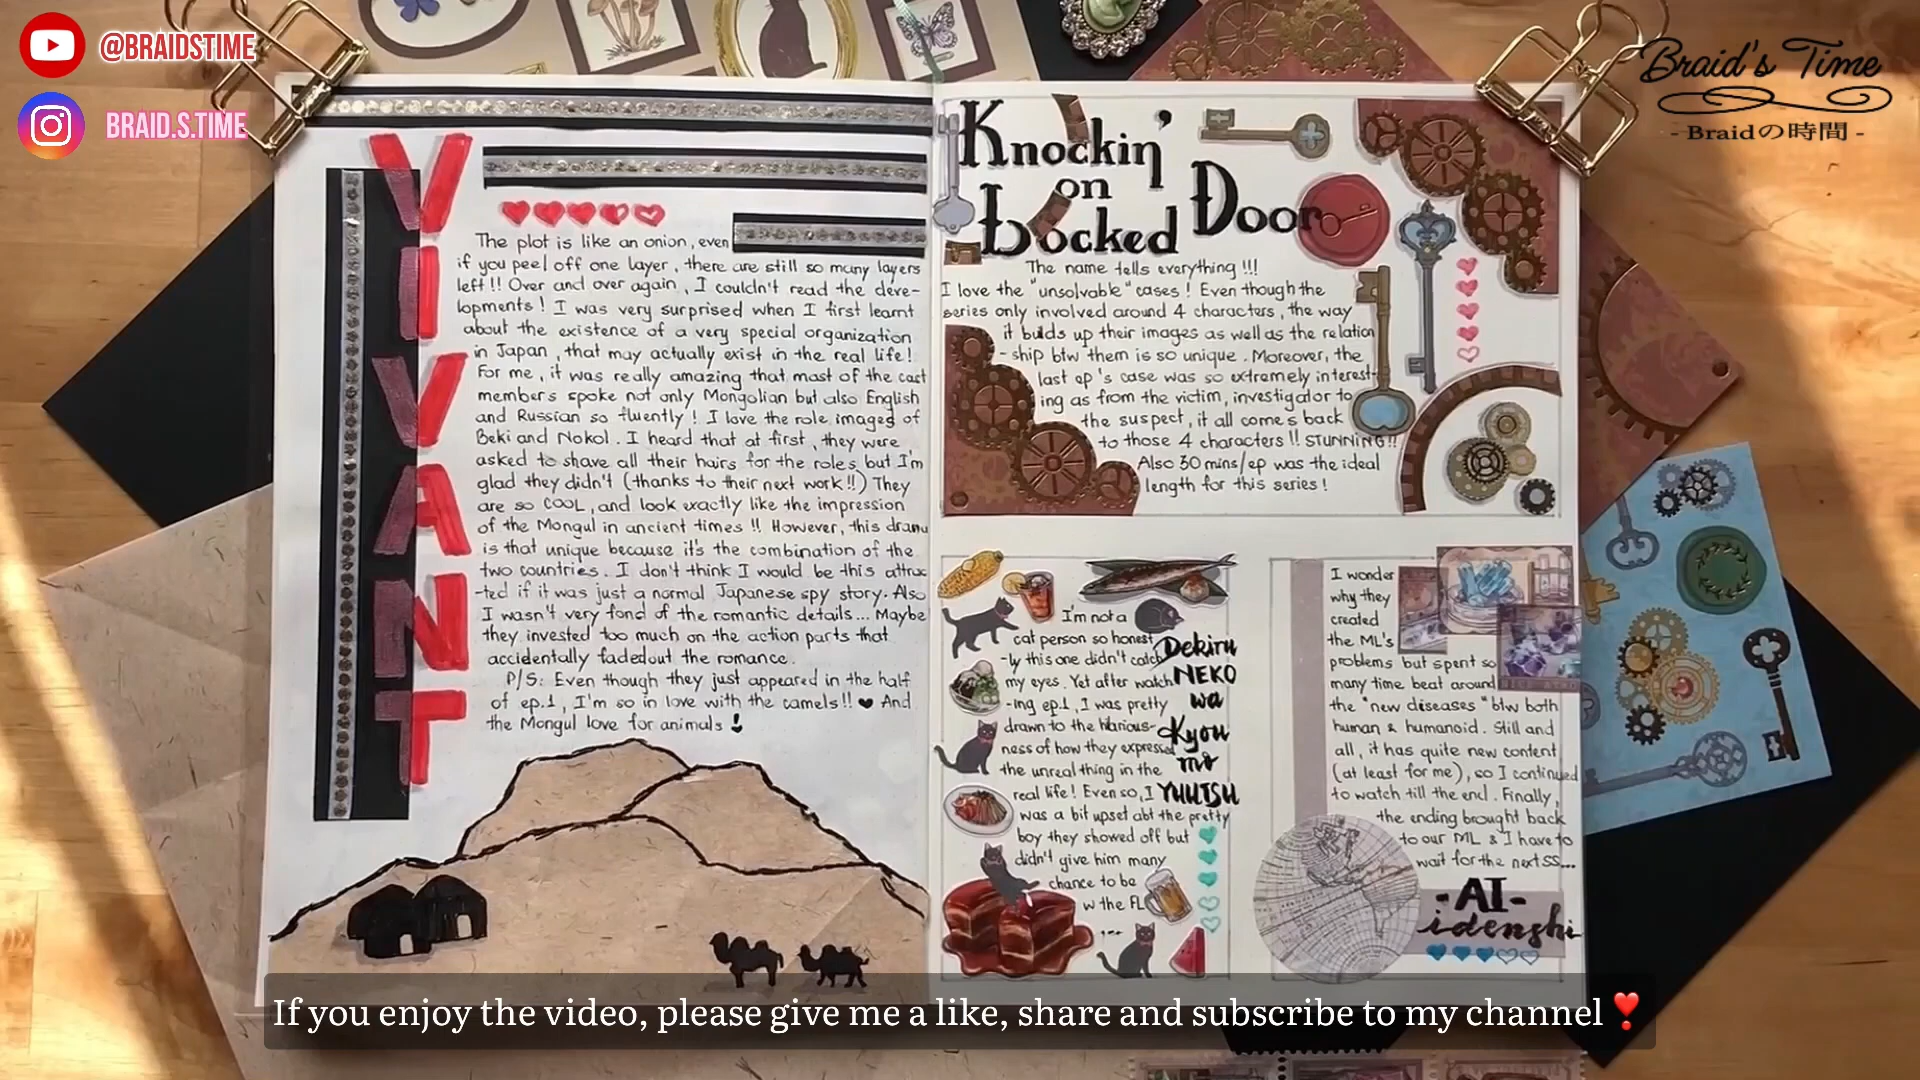 @BRAIDSTIME
BRAID.S.TIME
Braid's Time
- Braidの時間 -
VIVANT
The plot is like an onion, even
if you peel off one layer, there are still so many layers
left!! Over and over again, I couldn't read the deve-
lopments! I was very surprised when I first learnt
about the existence of a very special organization
in Japan, that may actually exist in the real life!
For me, it was really amazing that most of the cast
members spoke not only Mongolian but also English
and Russian so fluently! I love the role images of
Beki and Nokol. I heard that at first, they were
asked to shave all their hairs for the roles, but I'm
glad they didn't (thanks to their next work!!) They
are so COOL, and look exactly like the impression
of the Mongul in ancient times!! However, this drama
is that unique because it's the combination of the
two countries. I don't think I would be this attrac
-ted if it was just a normal Japanese spy story. Also
I wasn't very fond of the romantic details... Maybe
they invested too much on the action parts that
accidentally faded out the romance.
P/S: Even though they just appeared in the half
of ep.1, I'm so in love with the camels!! ♥ And
the Mongul love for animals!
Knockin'
on
Locked Door
The name tells everything!!!
I love the "unsolvable" cases! Even though the
series only involved around 4 characters, the way
it builds up their images as well as the relation
-ship btw them is so unique. Moreover, the
last ep's case was so extremely interest-
ing as from the victim, investigator to
the suspect, it all comes back
to those 4 characters!! STUNNING!!
Also 30 mins/ep was the ideal
length for this series!
I'm not a
cat person so honest
-ly this one didn't catch
my eyes. Yet after watch
-ing ep.1, I was pretty
drawn to the hilarious-
ness of how they expressed
the unreal thing in the
real life! Even so, I
was a bit upset abt the pretty
boy they showed off but
didn't give him many
chance to be
w the FL
...
Dekiru
NEKO
wa
Kyou
mo
YUUTSU
I wonder
why they
created
the ML's
problems but spent so
many time beat around
the "new diseases" btw both
human & humanoid. Still and
all, it has quite new content
(at least for me), so I continued
to watch till the end. Finally,
the ending brought back
to our ML & I have to
wait for the next SS...
-AI-
idenshi
If you enjoy the video, please give me a like, share and subscribe to my channel❣️